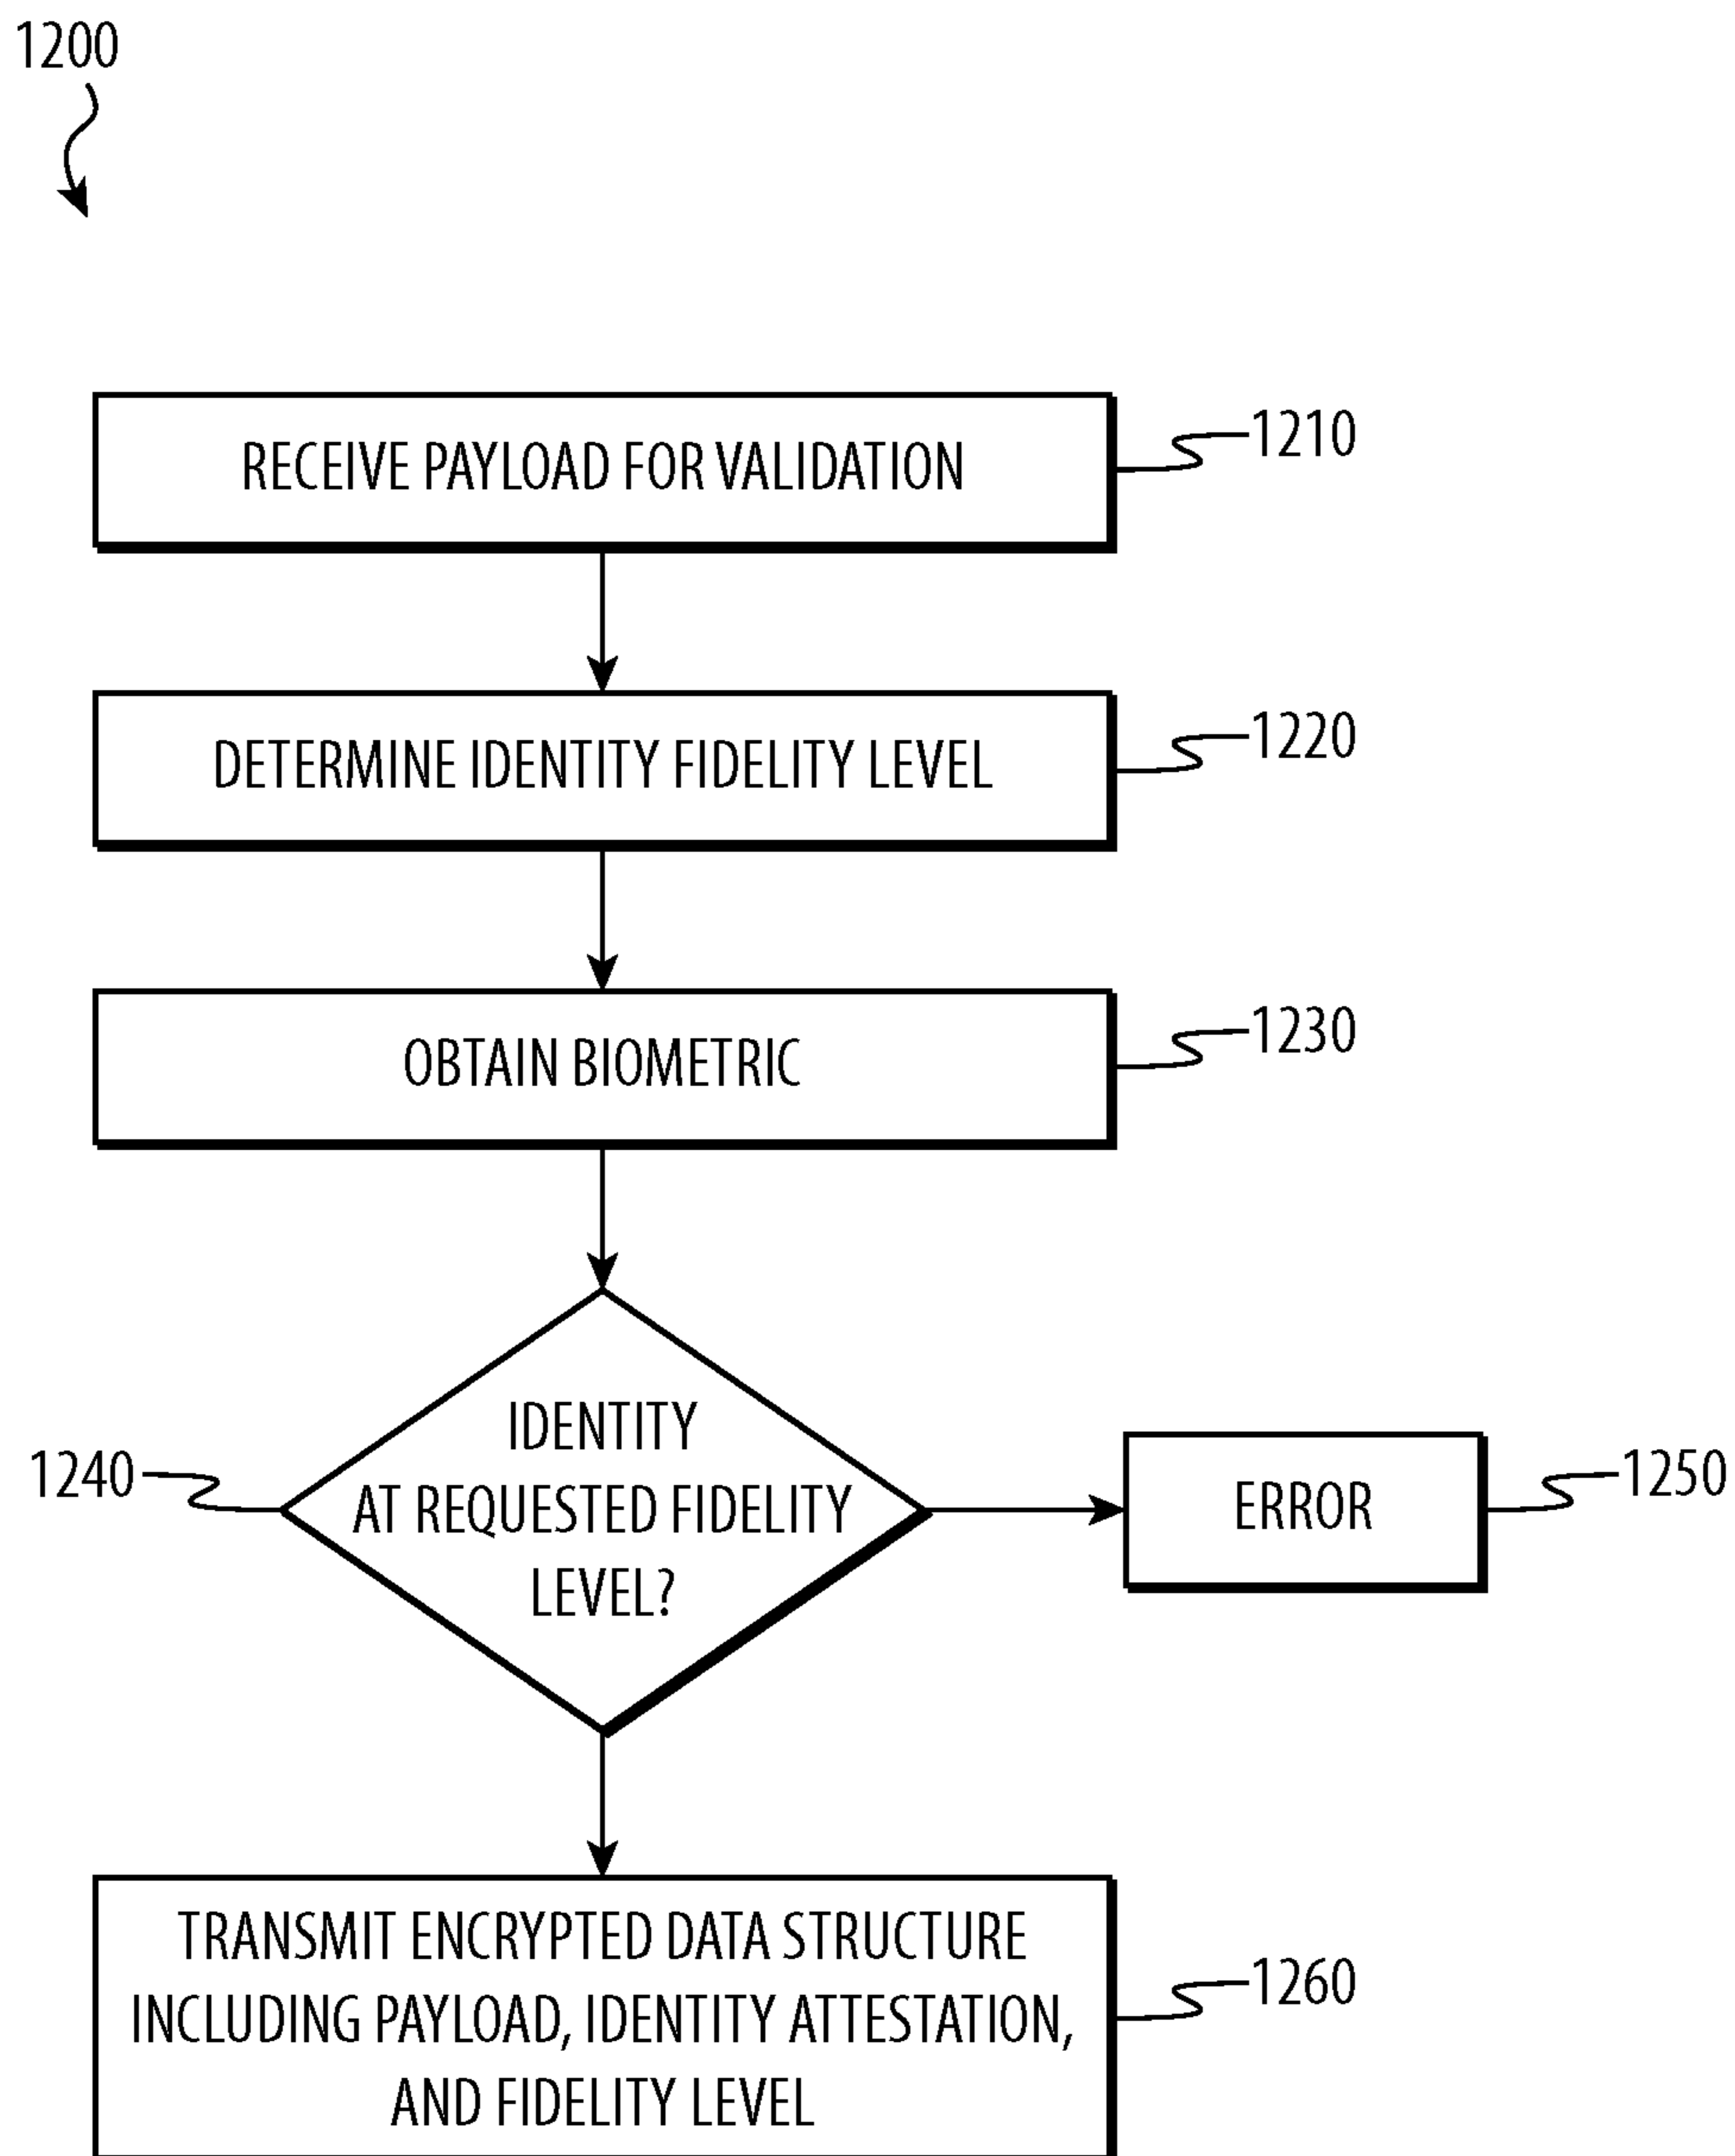 1200
RECEIVE PAYLOAD FOR VALIDATION
1210
DETERMINE IDENTITY FIDELITY LEVEL
1220
OBTAIN BIOMETRIC
1230
1240
IDENTITY
AT REQUESTED FIDELITY
LEVEL?
ERROR
1250
TRANSMIT ENCRYPTED DATA STRUCTURE
INCLUDING PAYLOAD, IDENTITY ATTESTATION,
AND FIDELITY LEVEL
1260